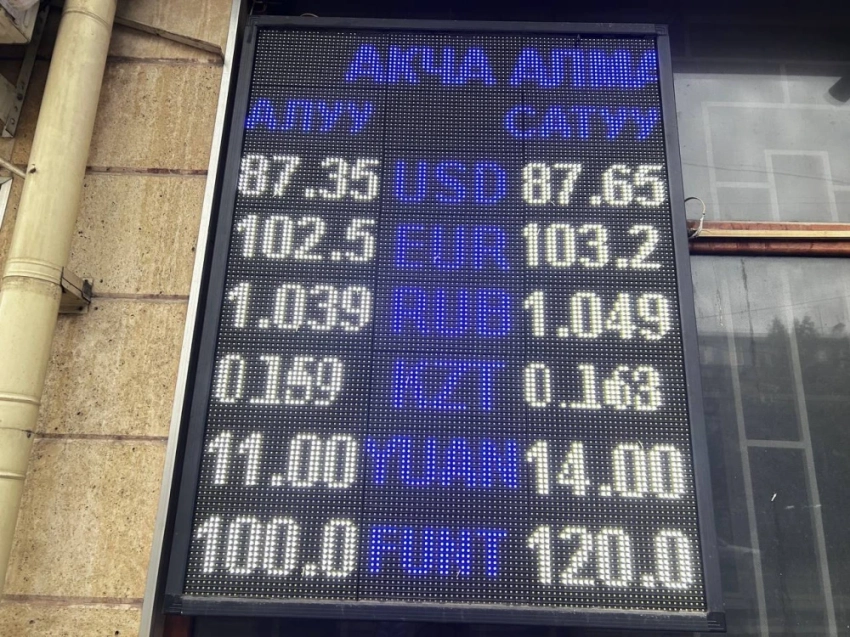 АКЧА АЛМА
АЛУУ САТУУ
87.35 USD 87.65
102.5 EUR 103.2
1.039 RUB 1.049
0.159 KZT 0.163
11.00 YUAN 14.00
100.0 FUNT 120.0